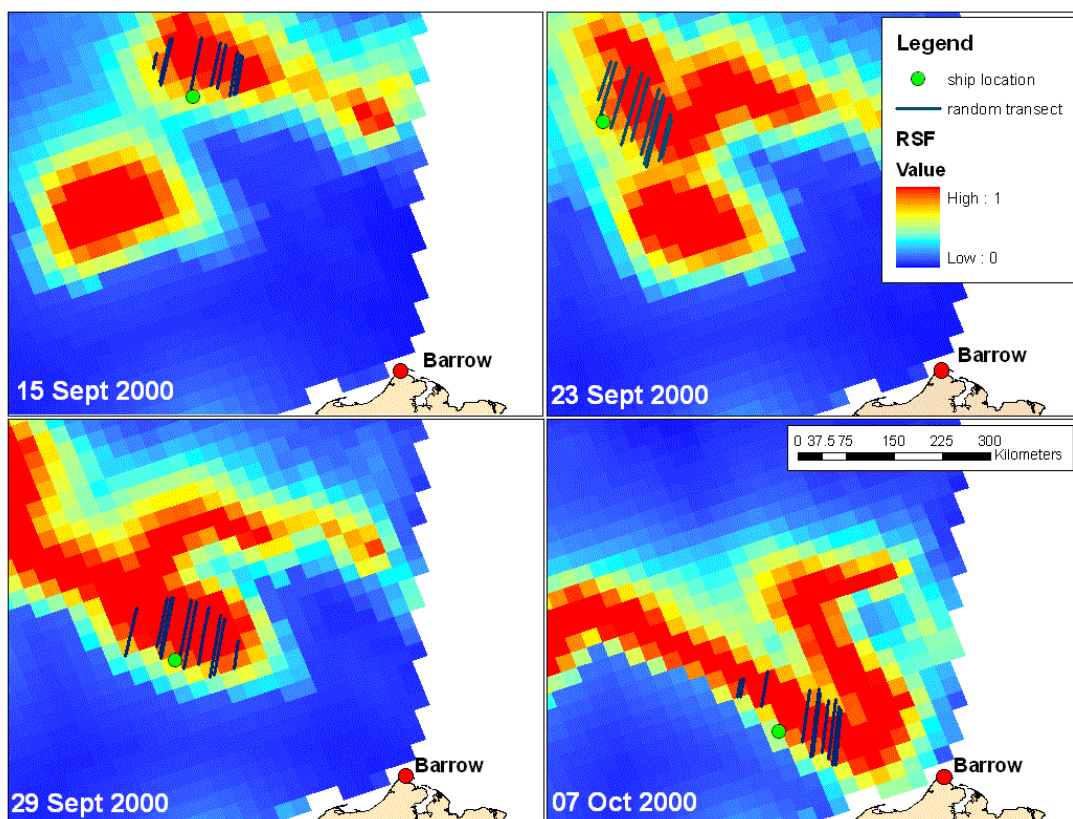 Legend
ship location
random transect
RSF
Value
High : 1
Low : 0
Barrow
15 Sept 2000
Barrow
23 Sept 2000
0 37.5 75 150 225 300
Kilometers
Barrow
29 Sept 2000
Barrow
07 Oct 2000